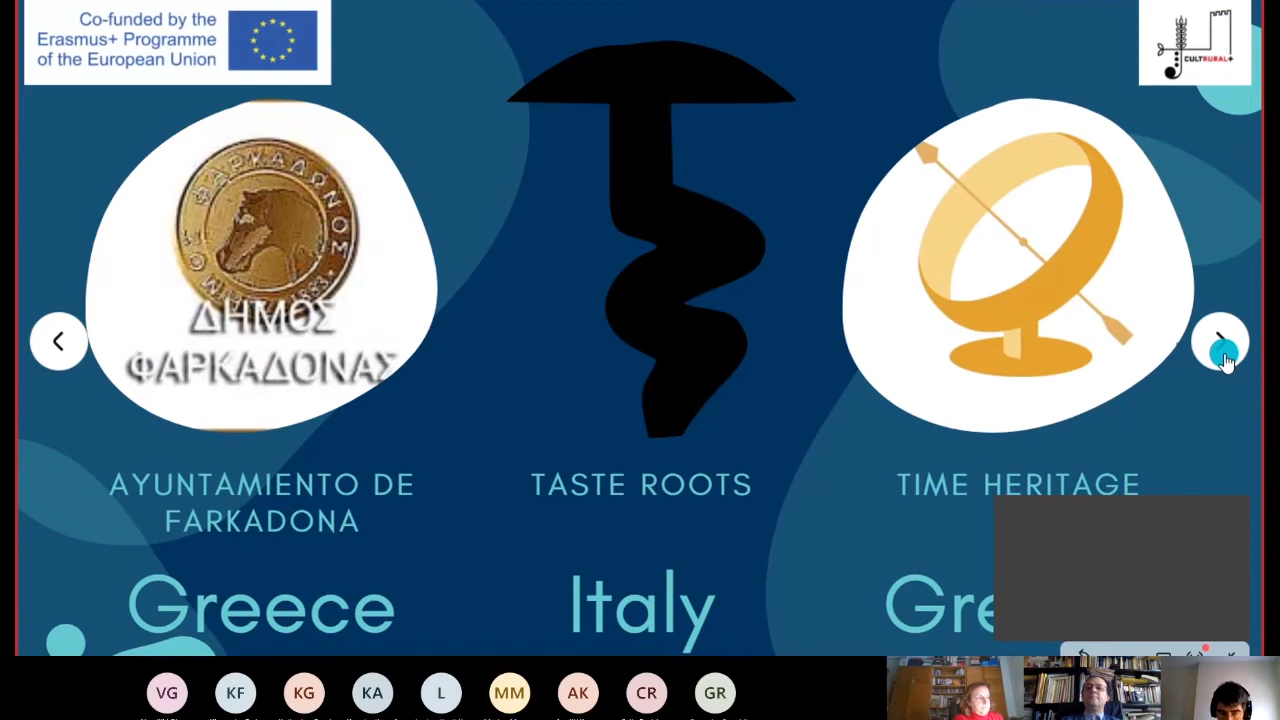 Co-funded by the
Erasmus+ Programme
of the European Union
CULTRURAL+
ΦΑΡΚΑΔΟΝΟΣ
ΔΗΜΟΣ
ΦΑΡΚΑΔΟΝΑΣ
AYUNTAMIENTO DE
FARKADONA
Greece
TASTE ROOTS
Italy
TIME HERITAGE
Gre
VG KF KG KA L MM AK CR GR